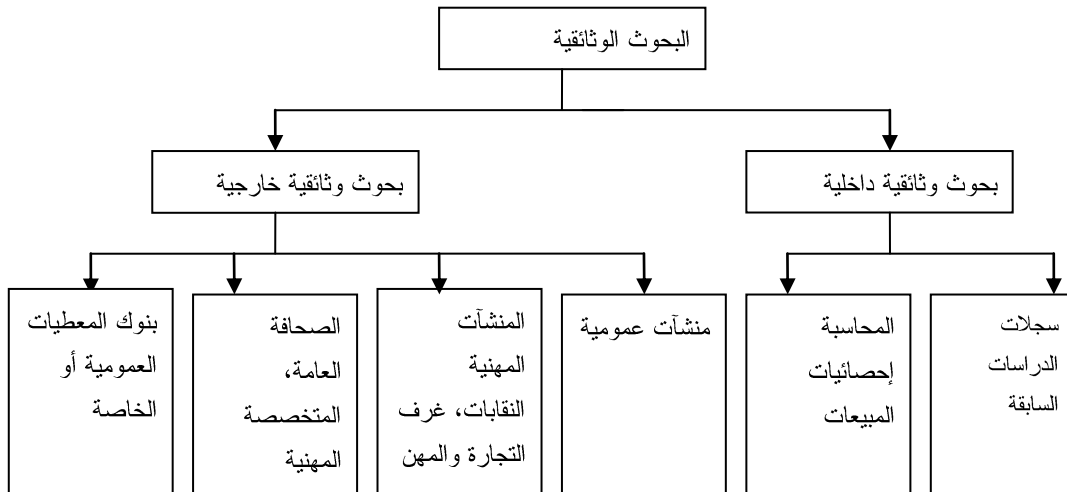 البحوث الوثائقية
بحوث وثائقية داخلية
بحوث وثائقية خارجية
سجلات
الدراسات
السابقة
المحاسبة
إحصائيات
المبيعات
منشآت عمومية
المنشآت
المهنية
النقابات، غرف
التجارة والمهن
الصحافة
العامة،
المتخصصة
المهنية
بنوك المعطيات
العمومية أو
الخاصة